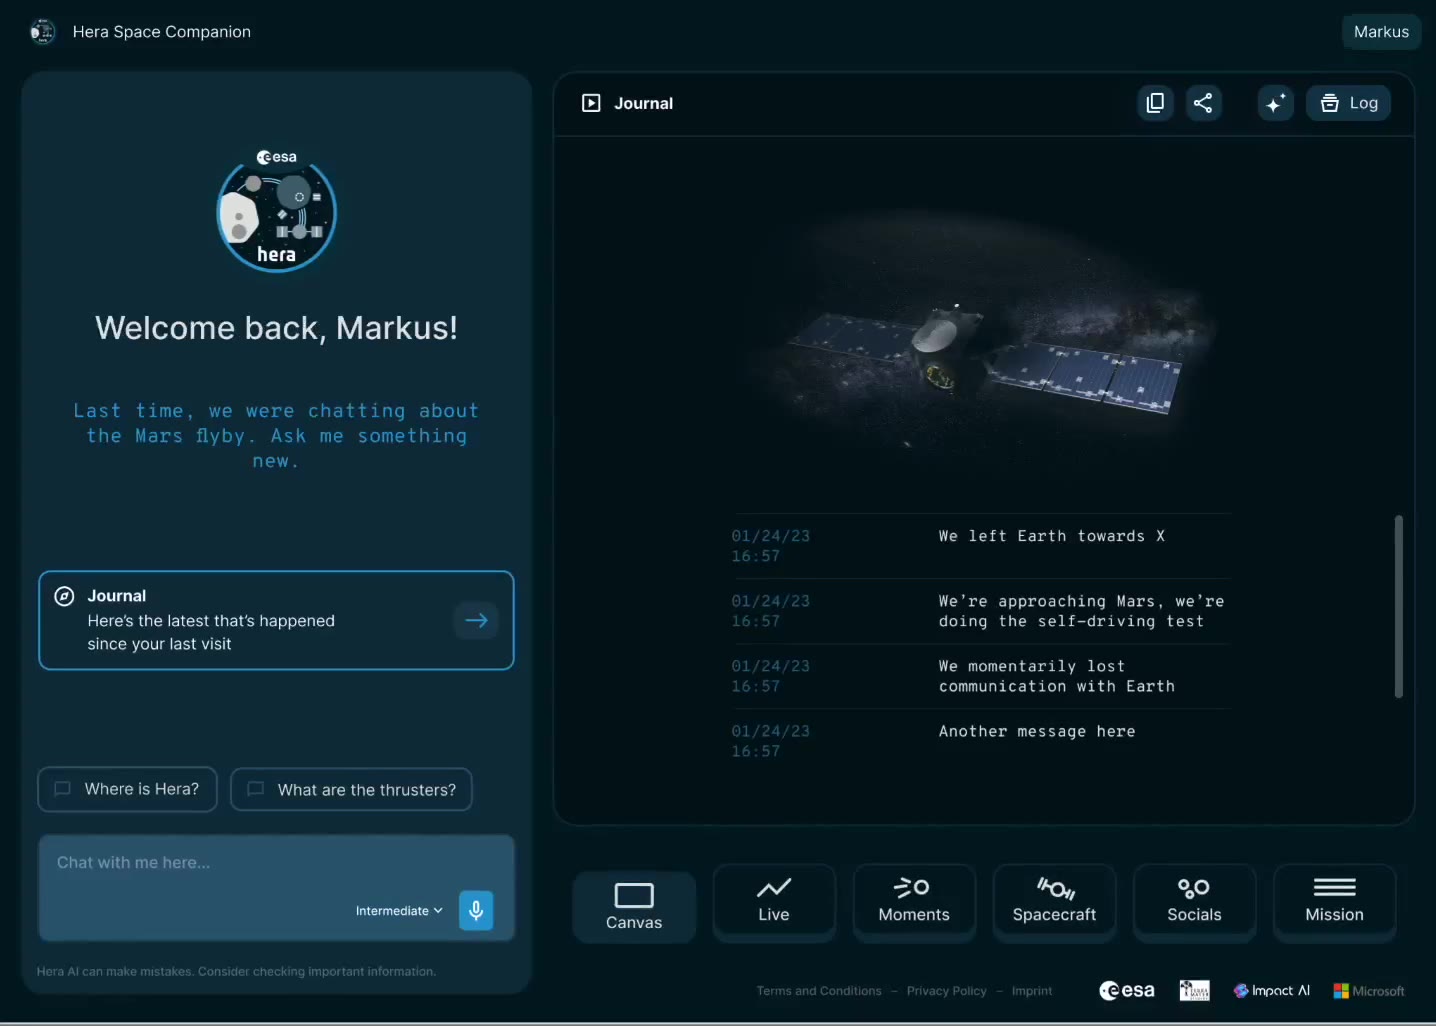 Hera Space Companion
Markus
esa
hera
Welcome back, Markus!
Last time, we were chatting about
the Mars flyby. Ask me something
new.
Journal
Here's the latest that's happened
since your last visit
Where is Hera?
What are the thrusters?
Chat with me here...
Intermediate
Hera AI can make mistakes. Consider checking important information.
Journal
Log
01/24/23
16:57
We left Earth towards X
01/24/23
16:57
We're approaching Mars, we're
doing the self-driving test
01/24/23
16:57
We momentarily lost
communication with Earth
01/24/23
16:57
Another message here
Canvas
Live
Moments
Spacecraft
Socials
Mission
Terms and Conditions – Privacy Policy – Imprint
esa
Impact AI
Microsoft